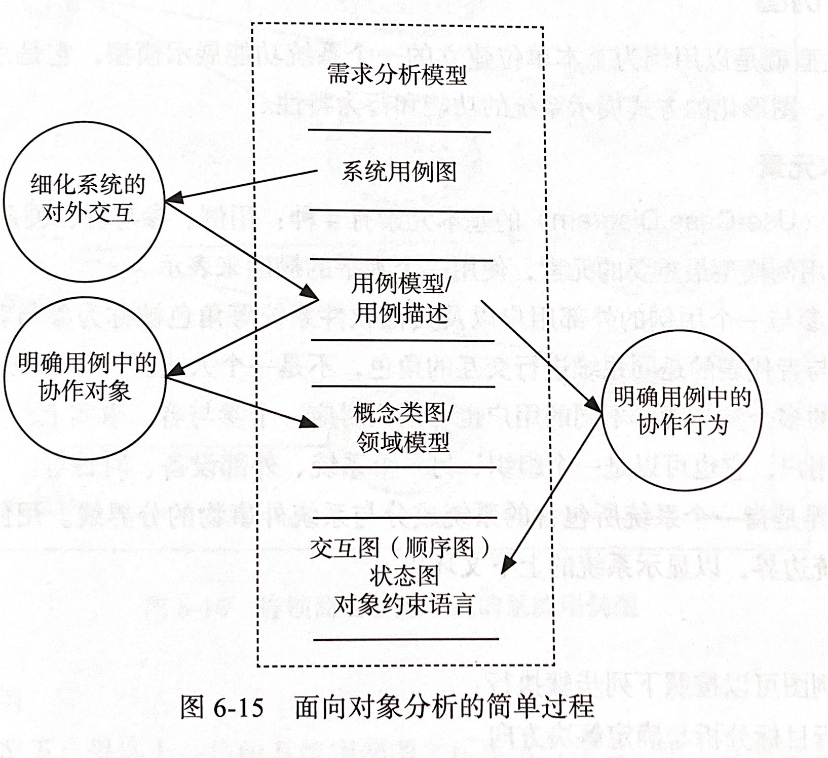 需求分析模型
系统用例图
细化系统的
对外交互
用例模型/
用例描述
明确用例中的
协作对象
明确用例中的
协作行为
概念类图/
领域模型
交互图（顺序图）
状态图
对象约束语言
图 6-15 面向对象分析的简单过程